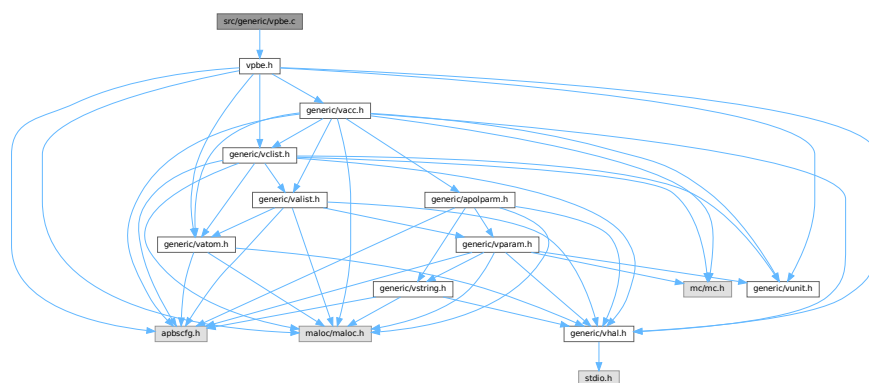 src/generic/vpbe.c
vpbe.h
generic/vacc.h
generic/vclist.h
generic/valist.h
generic/apolparm.h
generic/vatom.h
generic/vparam.h
generic/vstring.h
mc/mc.h
generic/vunit.h
apbscfg.h
maloc/maloc.h
generic/vhal.h
stdio.h